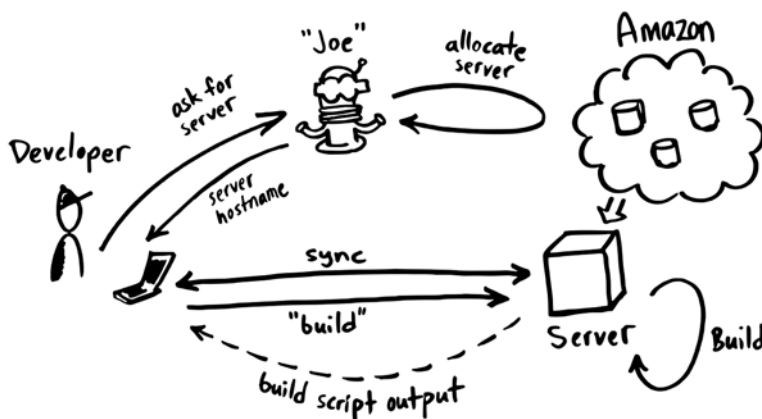 "Joe"
allocate
server
Amazon
ask for
server
Developer
server
hostname
sync
"build"
Server
Build
build script output